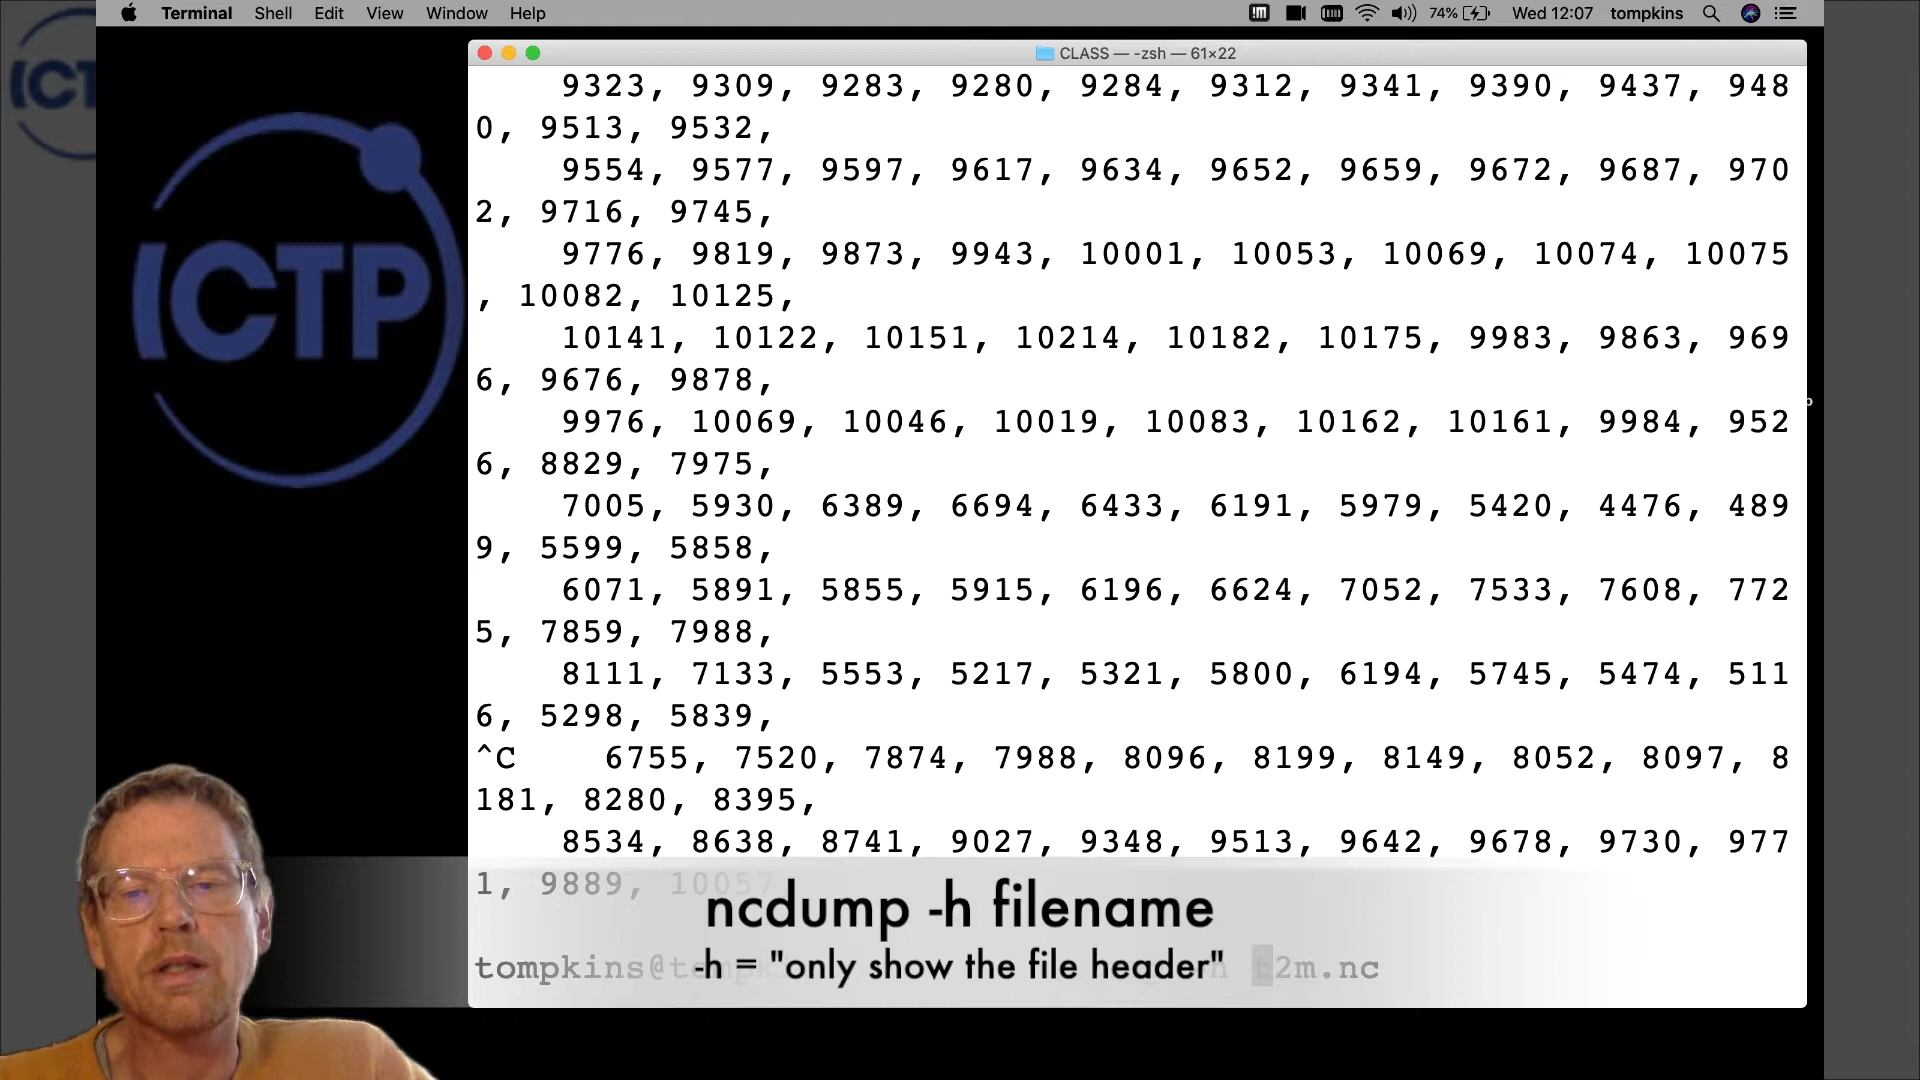 Terminal Shell Edit View Window Help 74% Wed 12:07 tompkins
CLASS — -zsh — 61×22
ICT
ICTP
9323, 9309, 9283, 9280, 9284, 9312, 9341, 9390, 9437, 948
0, 9513, 9532,
9554, 9577, 9597, 9617, 9634, 9652, 9659, 9672, 9687, 970
2, 9716, 9745,
9776, 9819, 9873, 9943, 10001, 10053, 10069, 10074, 10075
, 10082, 10125,
10141, 10122, 10151, 10214, 10182, 10175, 9983, 9863, 969
6, 9676, 9878,
9976, 10069, 10046, 10019, 10083, 10162, 10161, 9984, 952
6, 8829, 7975,
7005, 5930, 6389, 6694, 6433, 6191, 5979, 5420, 4476, 489
9, 5599, 5858,
6071, 5891, 5855, 5915, 6196, 6624, 7052, 7533, 7608, 772
5, 7859, 7988,
8111, 7133, 5553, 5217, 5321, 5800, 6194, 5745, 5474, 511
6, 5298, 5839,
^C 6755, 7520, 7874, 7988, 8096, 8199, 8149, 8052, 8097, 8
181, 8280, 8395,
8534, 8638, 8741, 9027, 9348, 9513, 9642, 9678, 9730, 977
1, 9889, 10057
ncdump -h filename
-h = "only show the file header"
tompkins@ t2m.nc